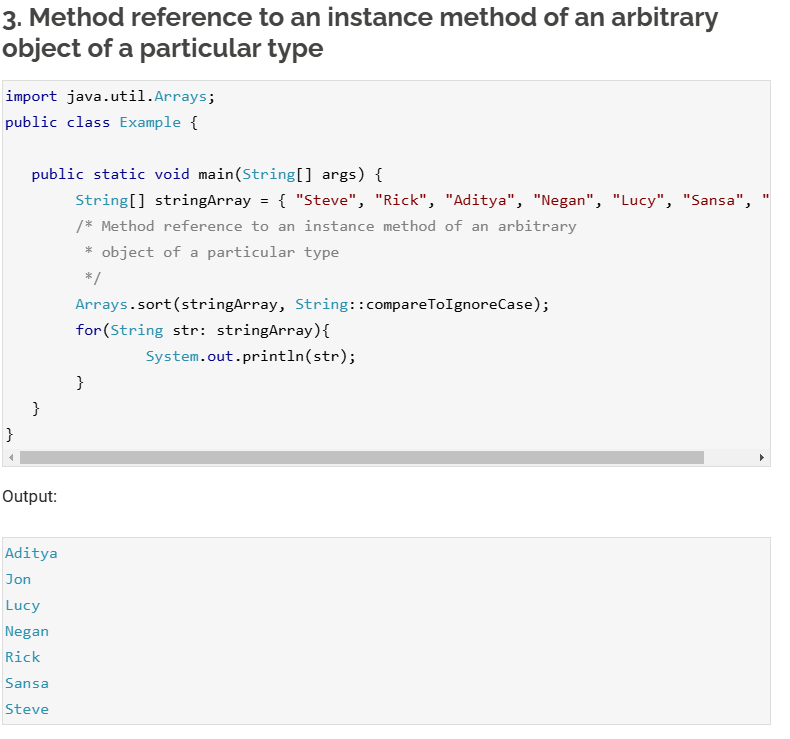 3. Method reference to an instance method of an arbitrary
object of a particular type
import java.util.Arrays;
public class Example {
public static void main(String[] args) {
String[] stringArray = { "Steve", "Rick", "Aditya", "Negan", "Lucy", "Sansa", "
/* Method reference to an instance method of an arbitrary
* object of a particular type
*/
Arrays.sort(stringArray, String::compareToIgnoreCase);
for(String str: stringArray){
System.out.println(str);
}
}
}
Output:
Aditya
Jon
Lucy
Negan
Rick
Sansa
Steve